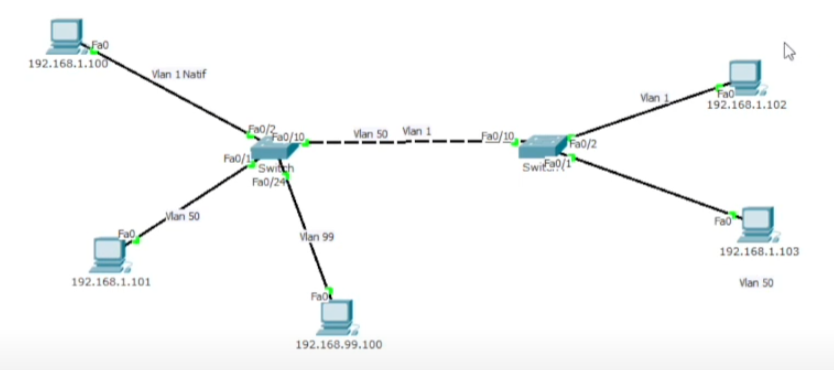 Fa0
192.168.1.100
Vlan 1 Natif
Fa0/2
Fa0/10
Vlan 50
Vlan 1
Fa0/10
Vlan 1
Fa0
192.168.1.102
Fa0/2
Fa0/1
Fa0/1
Switch
Fa0/24
Vlan 50
Fa0
192.168.1.101
Vlan 99
Fa0
192.168.99.100
Fa0
192.168.1.103
Vlan 50